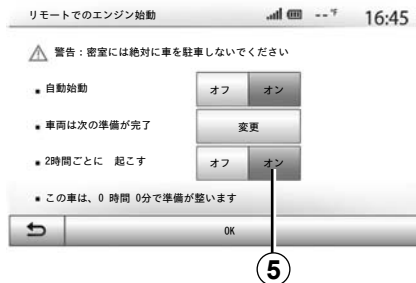 リモートでのエンジン始動 --°F 16:45
警告：密室には絶対に車を駐車しないでください
▪ 自動始動 オフ オン
▪ 車両は次の準備が完了 変更
▪ 2時間ごとに 起こす オフ オン
▪ この車は、0 時間 0分で準備が整います
OK
5